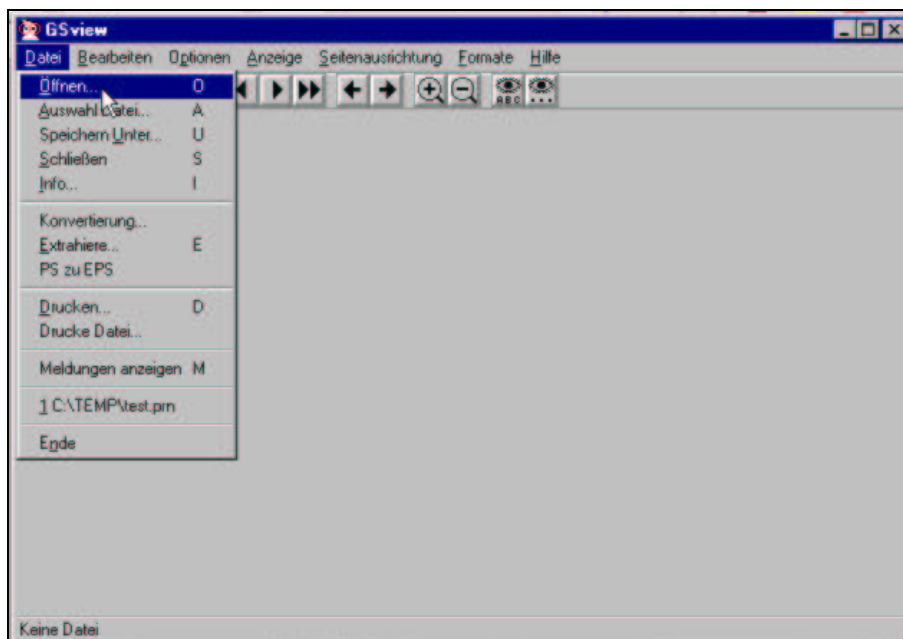 GSview
Datei Bearbeiten Optionen Anzeige Seitenausrichtung Formate Hilfe
Öffnen... O
Auswahl Datei... A
Speichern Unter... U
Schließen S
Info... I
Konvertierung...
Extrahiere... E
PS zu EPS
Drucken... D
Drucke Datei...
Meldungen anzeigen M
1 C:\TEMP\test.prn
Ende
ABC
Keine Datei